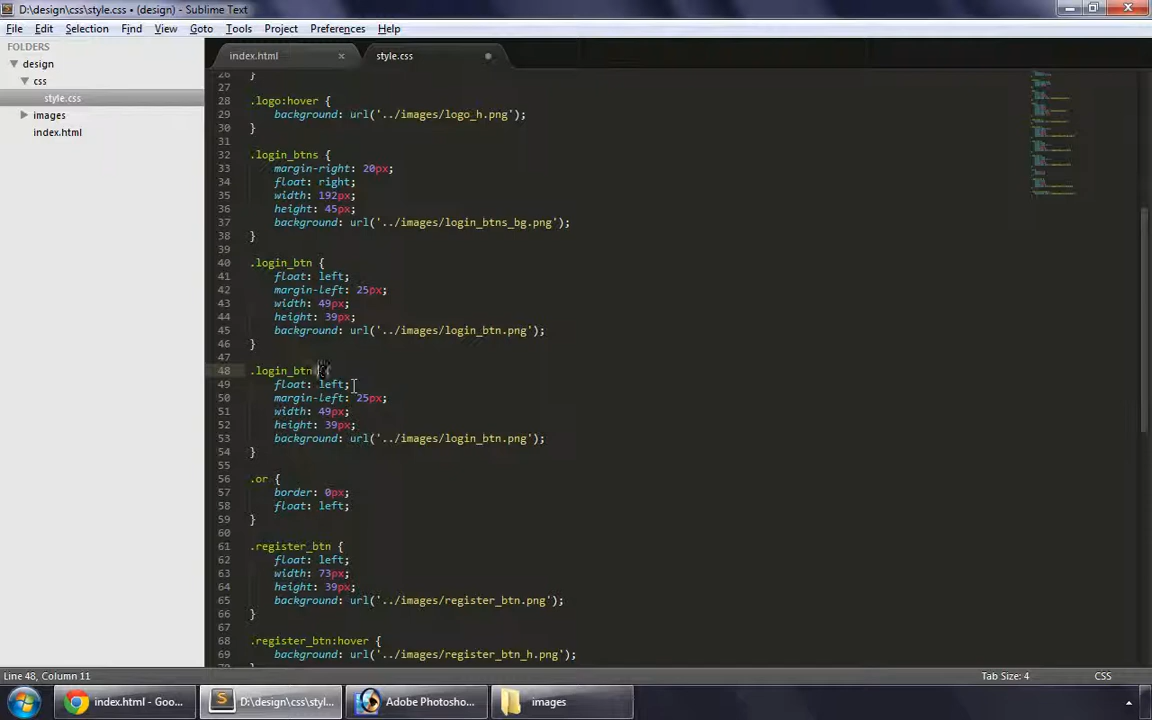 D:\design\css\style.css • (design) - Sublime Text
File Edit Selection Find View Goto Tools Project Preferences Help
FOLDERS
design
css
style.css
images
index.html
index.html × style.css
26 }
27
28 .logo:hover {
29 background: url('../images/logo_h.png');
30 }
31
32 .login_btns {
33 margin-right: 20px;
34 float: right;
35 width: 192px;
36 height: 45px;
37 background: url('../images/login_btns_bg.png');
38 }
39
40 .login_btn {
41 float: left;
42 margin-left: 25px;
43 width: 49px;
44 height: 39px;
45 background: url('../images/login_btn.png');
46 }
47
48 .login_btn {
49 float: left;
50 margin-left: 25px;
51 width: 49px;
52 height: 39px;
53 background: url('../images/login_btn.png');
54 }
55
56 .or {
57 border: 0px;
58 float: left;
59 }
60
61 .register_btn {
62 float: left;
63 width: 73px;
64 height: 39px;
65 background: url('../images/register_btn.png');
66 }
67
68 .register_btn:hover {
69 background: url('../images/register_btn_h.png');
Line 48, Column 11 Tab Size: 4 CSS
index.html - Goo... D:\design\css\styl... Adobe Photosho... images